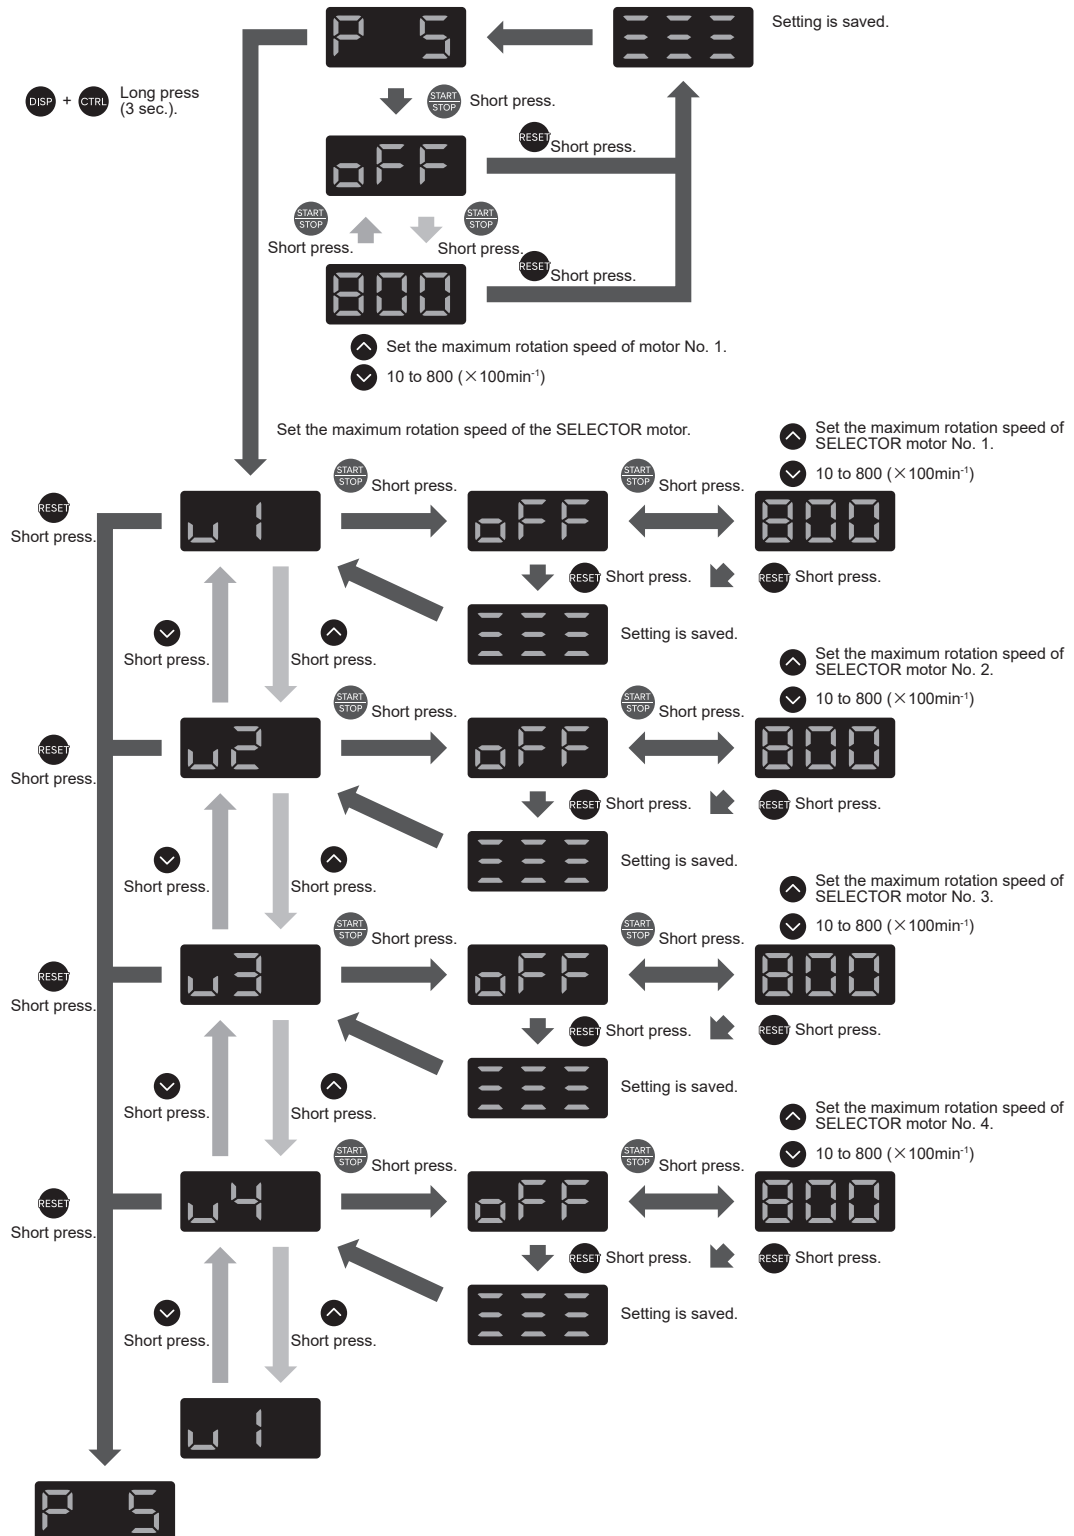 P 5
Setting is saved.
DISP + CTRL Long press
(3 sec.).
START
STOP Short press.
oFF
RESET Short press.
START
STOP
Short press.
START
STOP
Short press.
RESET Short press.
800
Set the maximum rotation speed of motor No. 1.
10 to 800 (×100min-1)
Set the maximum rotation speed of the SELECTOR motor.
Set the maximum rotation speed of
SELECTOR motor No. 1.
10 to 800 (×100min-1)
START
STOP Short press.
START
STOP Short press.
RESET
Short press.
u 1
oFF
800
RESET Short press.
RESET Short press.
Setting is saved.
Short press.
Short press.
Set the maximum rotation speed of
SELECTOR motor No. 2.
10 to 800 (×100min-1)
START
STOP Short press.
START
STOP Short press.
RESET
Short press.
u2
oFF
800
RESET Short press.
RESET Short press.
Setting is saved.
Short press.
Short press.
Set the maximum rotation speed of
SELECTOR motor No. 3.
10 to 800 (×100min-1)
START
STOP Short press.
START
STOP Short press.
RESET
Short press.
u3
oFF
800
RESET Short press.
RESET Short press.
Setting is saved.
Short press.
Short press.
Set the maximum rotation speed of
SELECTOR motor No. 4.
10 to 800 (×100min-1)
START
STOP Short press.
START
STOP Short press.
RESET
Short press.
u4
oFF
800
RESET Short press.
RESET Short press.
Setting is saved.
Short press.
Short press.
u 1
P 5